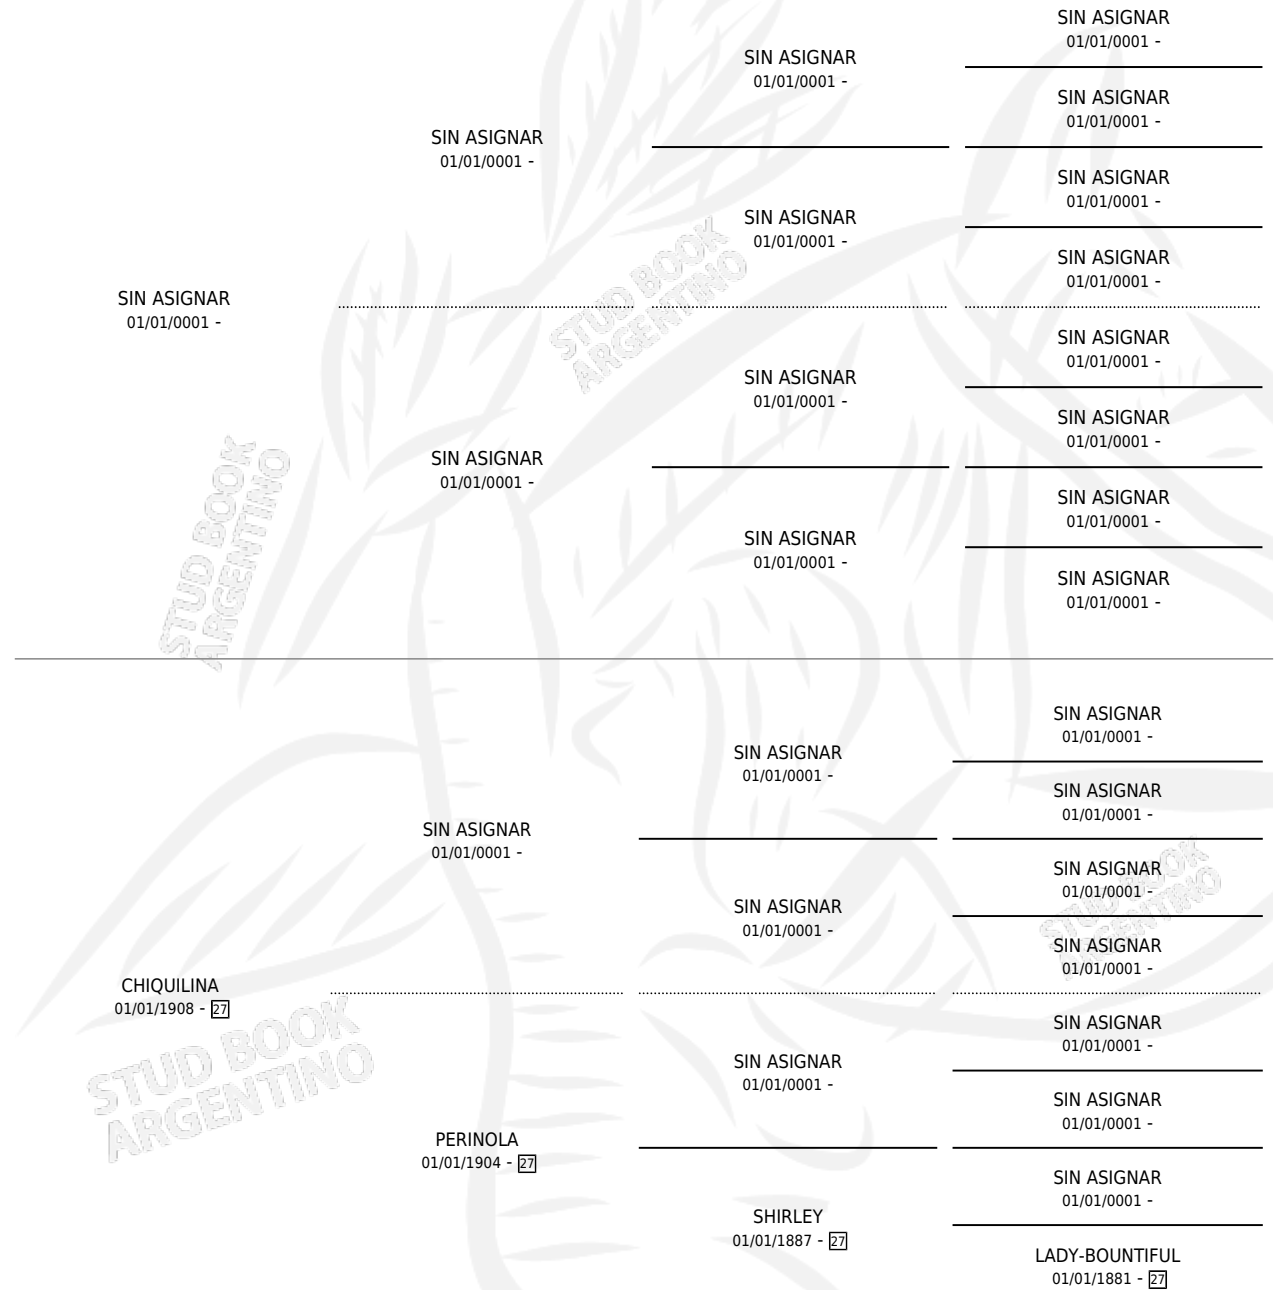 SIN ASIGNAR
01/01/0001 -
SIN ASIGNAR
01/01/0001 -
SIN ASIGNAR
01/01/0001 -
SIN ASIGNAR
01/01/0001 -
SIN ASIGNAR
01/01/0001 -
SIN ASIGNAR
01/01/0001 -
SIN ASIGNAR
01/01/0001 -
STUD BOOK
ARGENTINO
SIN ASIGNAR
01/01/0001 -
SIN ASIGNAR
01/01/0001 -
SIN ASIGNAR
01/01/0001 -
SIN ASIGNAR
01/01/0001 -
SIN ASIGNAR
01/01/0001 -
STUD BOOK
ARGENTINO
SIN ASIGNAR
01/01/0001 -
SIN ASIGNAR
01/01/0001 -
SIN ASIGNAR
01/01/0001 -
SIN ASIGNAR
01/01/0001 -
SIN ASIGNAR
01/01/0001 -
SIN ASIGNAR
01/01/0001 -
SIN ASIGNAR
01/01/0001 -
SIN ASIGNAR
01/01/0001 -
SIN ASIGNAR
01/01/0001 -
STUD BOOK
ARGENTINO
SIN ASIGNAR
01/01/0001 -
SIN ASIGNAR
01/01/0001 -
CHIQUILINA
01/01/1908 - 27
STUD BOOK
ARGENTINO
SIN ASIGNAR
01/01/0001 -
SIN ASIGNAR
01/01/0001 -
SIN ASIGNAR
01/01/0001 -
PERINOLA
01/01/1904 - 27
SIN ASIGNAR
01/01/0001 -
SHIRLEY
01/01/1887 - 27
LADY-BOUNTIFUL
01/01/1881 - 27